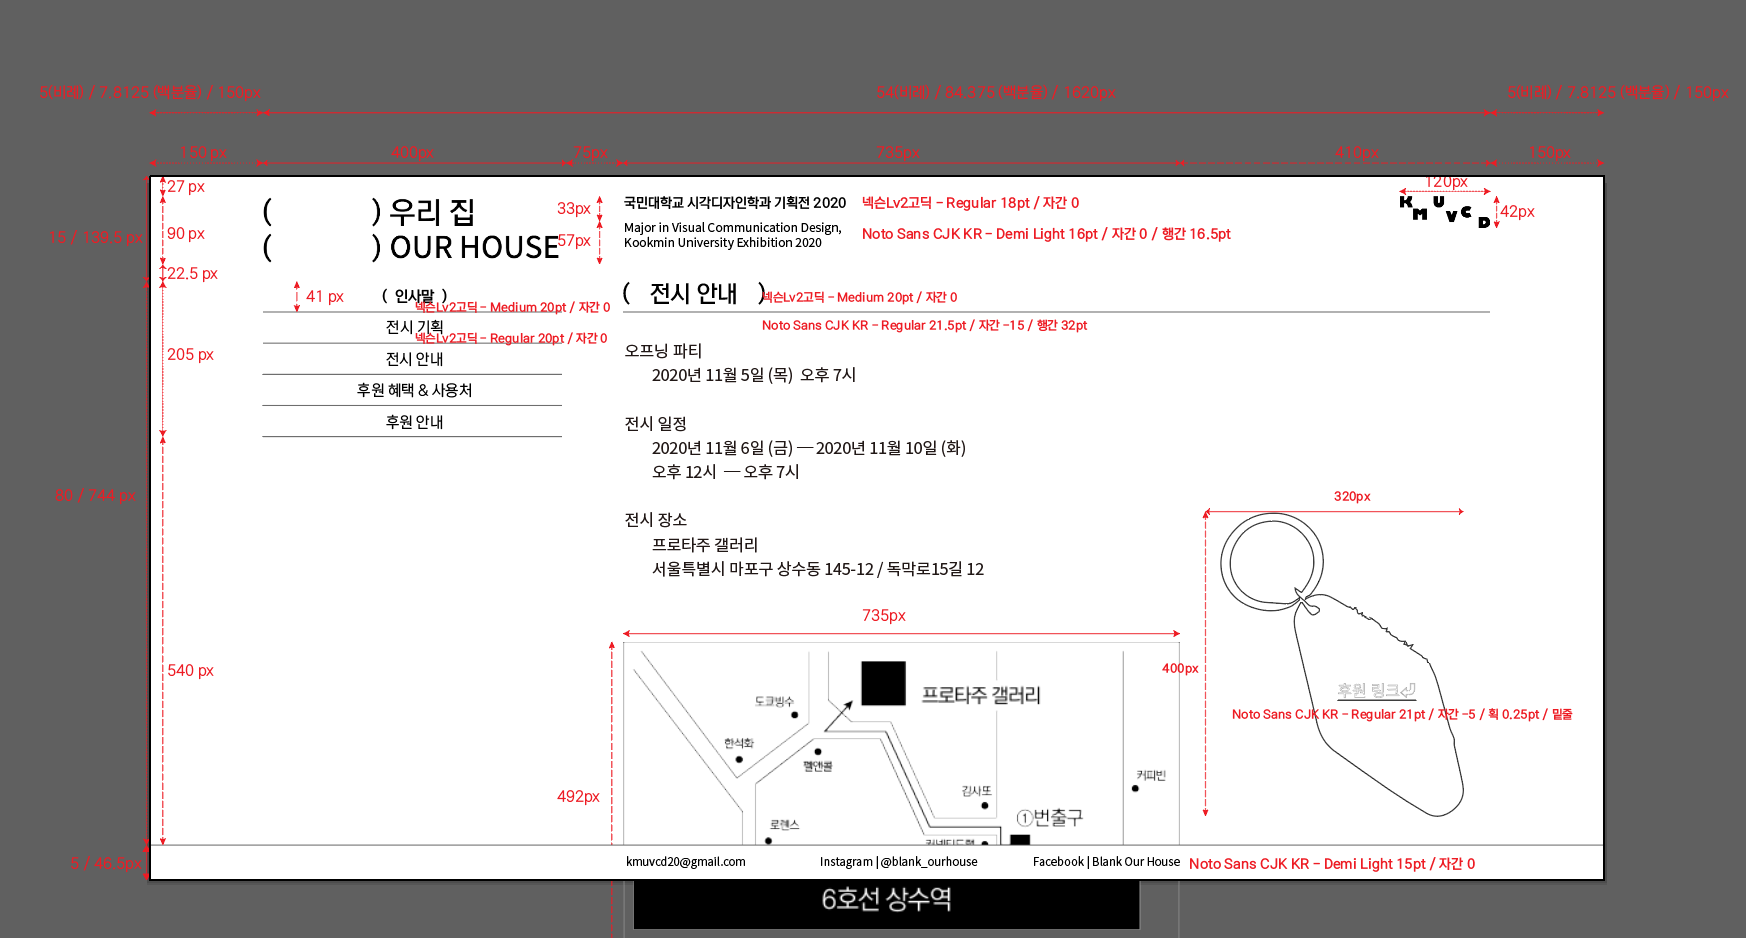 5(비례) / 7.8125 (백분율) / 150px
54(비례) / 84.375 (백분율) / 1620px
5(비례) / 7.8125 (백분율) / 150px
150 px
400px
75px
735px
410px
150px
27 px
15 / 139.5 px
90 px
22.5 px
( ) 우리 집
( ) OUR HOUSE
33px
57px
국민대학교 시각디자인학과 기획전 2020
넥슨Lv2고딕 – Regular 18pt / 자간 0
Major in Visual Communication Design,
Kookmin University Exhibition 2020
Noto Sans CJK KR – Demi Light 16pt / 자간 0 / 행간 16.5pt
120px
KMUVCD
42px
41 px
( 인사말 )
넥슨Lv2고딕 – Medium 20pt / 자간 0
전시 기획
넥슨Lv2고딕 – Regular 20pt / 자간 0
전시 안내
후원 혜택 & 사용처
후원 안내
205 px
80 / 744 px
540 px
( 전시 안내 )
넥슨Lv2고딕 – Medium 20pt / 자간 0
Noto Sans CJK KR – Regular 21.5pt / 자간 –15 / 행간 32pt
오프닝 파티
2020년 11월 5일 (목) 오후 7시
전시 일정
2020년 11월 6일 (금) — 2020년 11월 10일 (화)
오후 12시 — 오후 7시
전시 장소
프로타주 갤러리
서울특별시 마포구 상수동 145-12 / 독막로15길 12
735px
492px
프로타주 갤러리
도코빙수
한석화
펠앤콜
로렌스
김사또
커피빈
①번출구
320px
400px
후원 링크⏎
Noto Sans CJK KR – Regular 21pt / 자간 –5 / 획 0.25pt / 밑줄
5 / 46.5px
kmuvcd20@gmail.com
Instagram | @blank_ourhouse
Facebook | Blank Our House
Noto Sans CJK KR – Demi Light 15pt / 자간 0
6호선 상수역